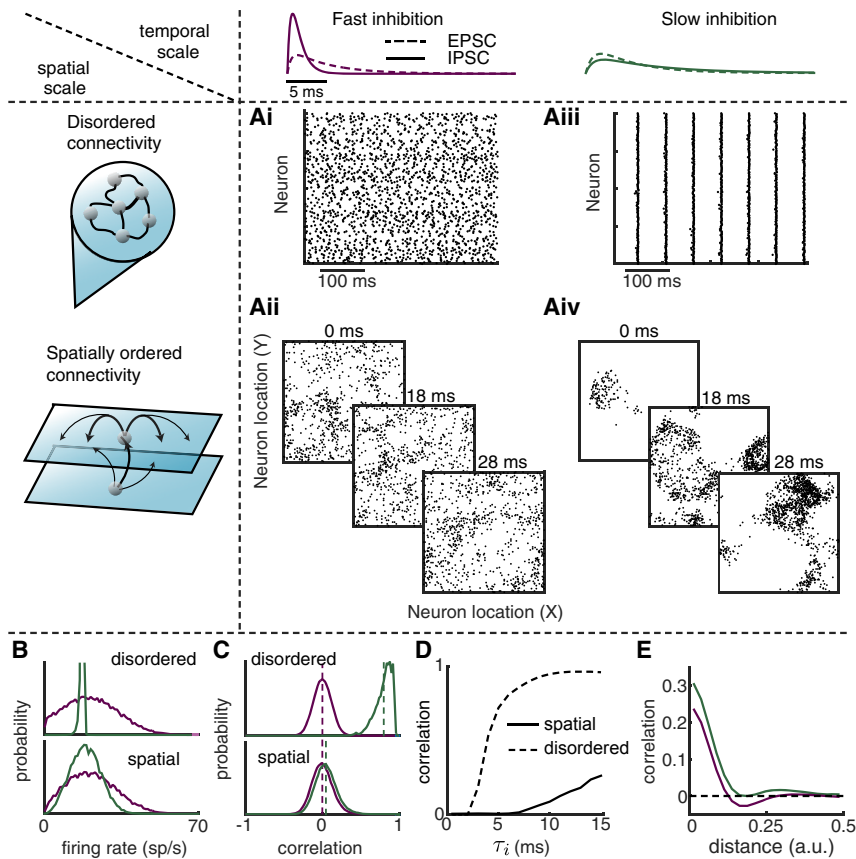 temporal
scale
spatial
scale
Fast inhibition
EPSC
IPSC
5 ms
Slow inhibition
Disordered
connectivity
Ai
Neuron
100 ms
Aiii
Neuron
100 ms
Spatially ordered
connectivity
Aii
0 ms
18 ms
28 ms
Neuron location (Y)
Neuron location (X)
Aiv
0 ms
18 ms
28 ms
B
disordered
spatial
probability
0
70
firing rate (sp/s)
C
disordered
spatial
probability
-1
0
1
correlation
D
1
0
correlation
spatial
disordered
0
5
10
15
τi (ms)
E
0.3
0.2
0.1
0
correlation
0
0.25
0.5
distance (a.u.)